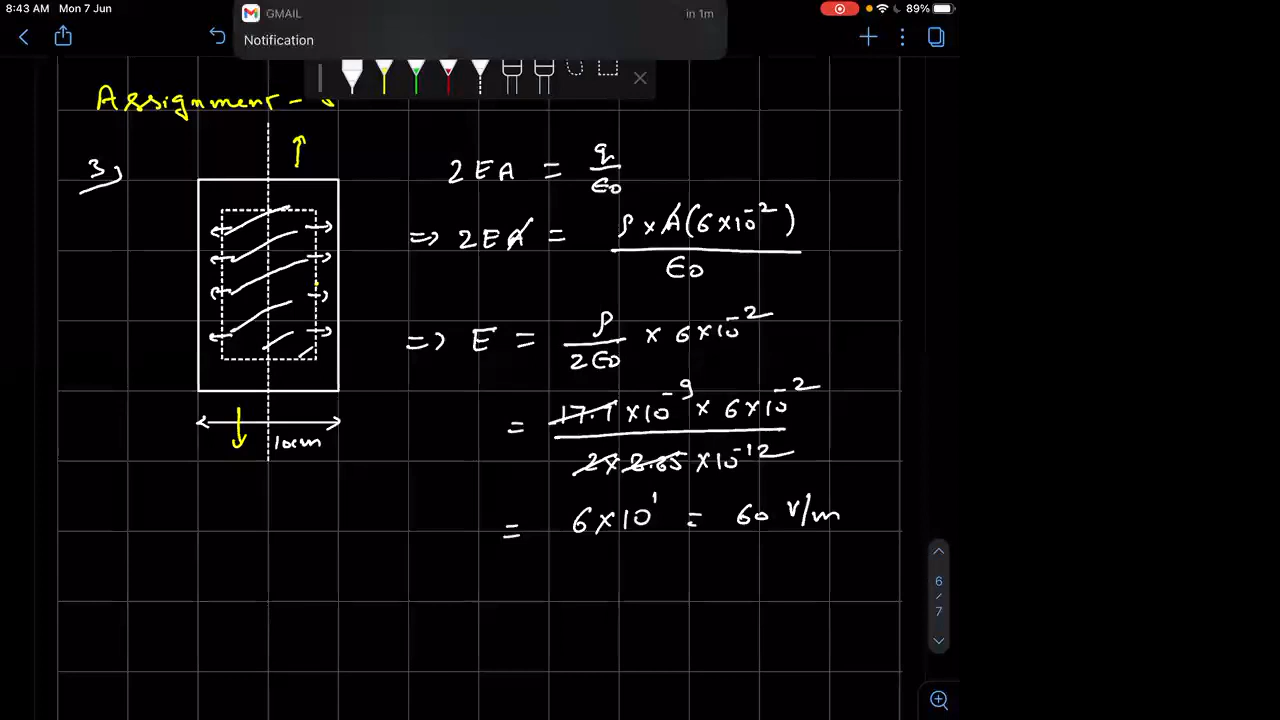 8:43 AM Mon 7 Jun
GMAIL
in 1m
89%
Notification
Assignment -
3)
2EA = q/ϵ0
=> 2EA = ρ × A(6×10^-2)/ϵ0
=> E = ρ/2ϵ0 × 6×10^-2
= 17.7 ×10^-9 × 6×10^-2 / 2× 8.85 ×10^-12
= 6×10^1 = 60 V/m
10cm
6
/
7